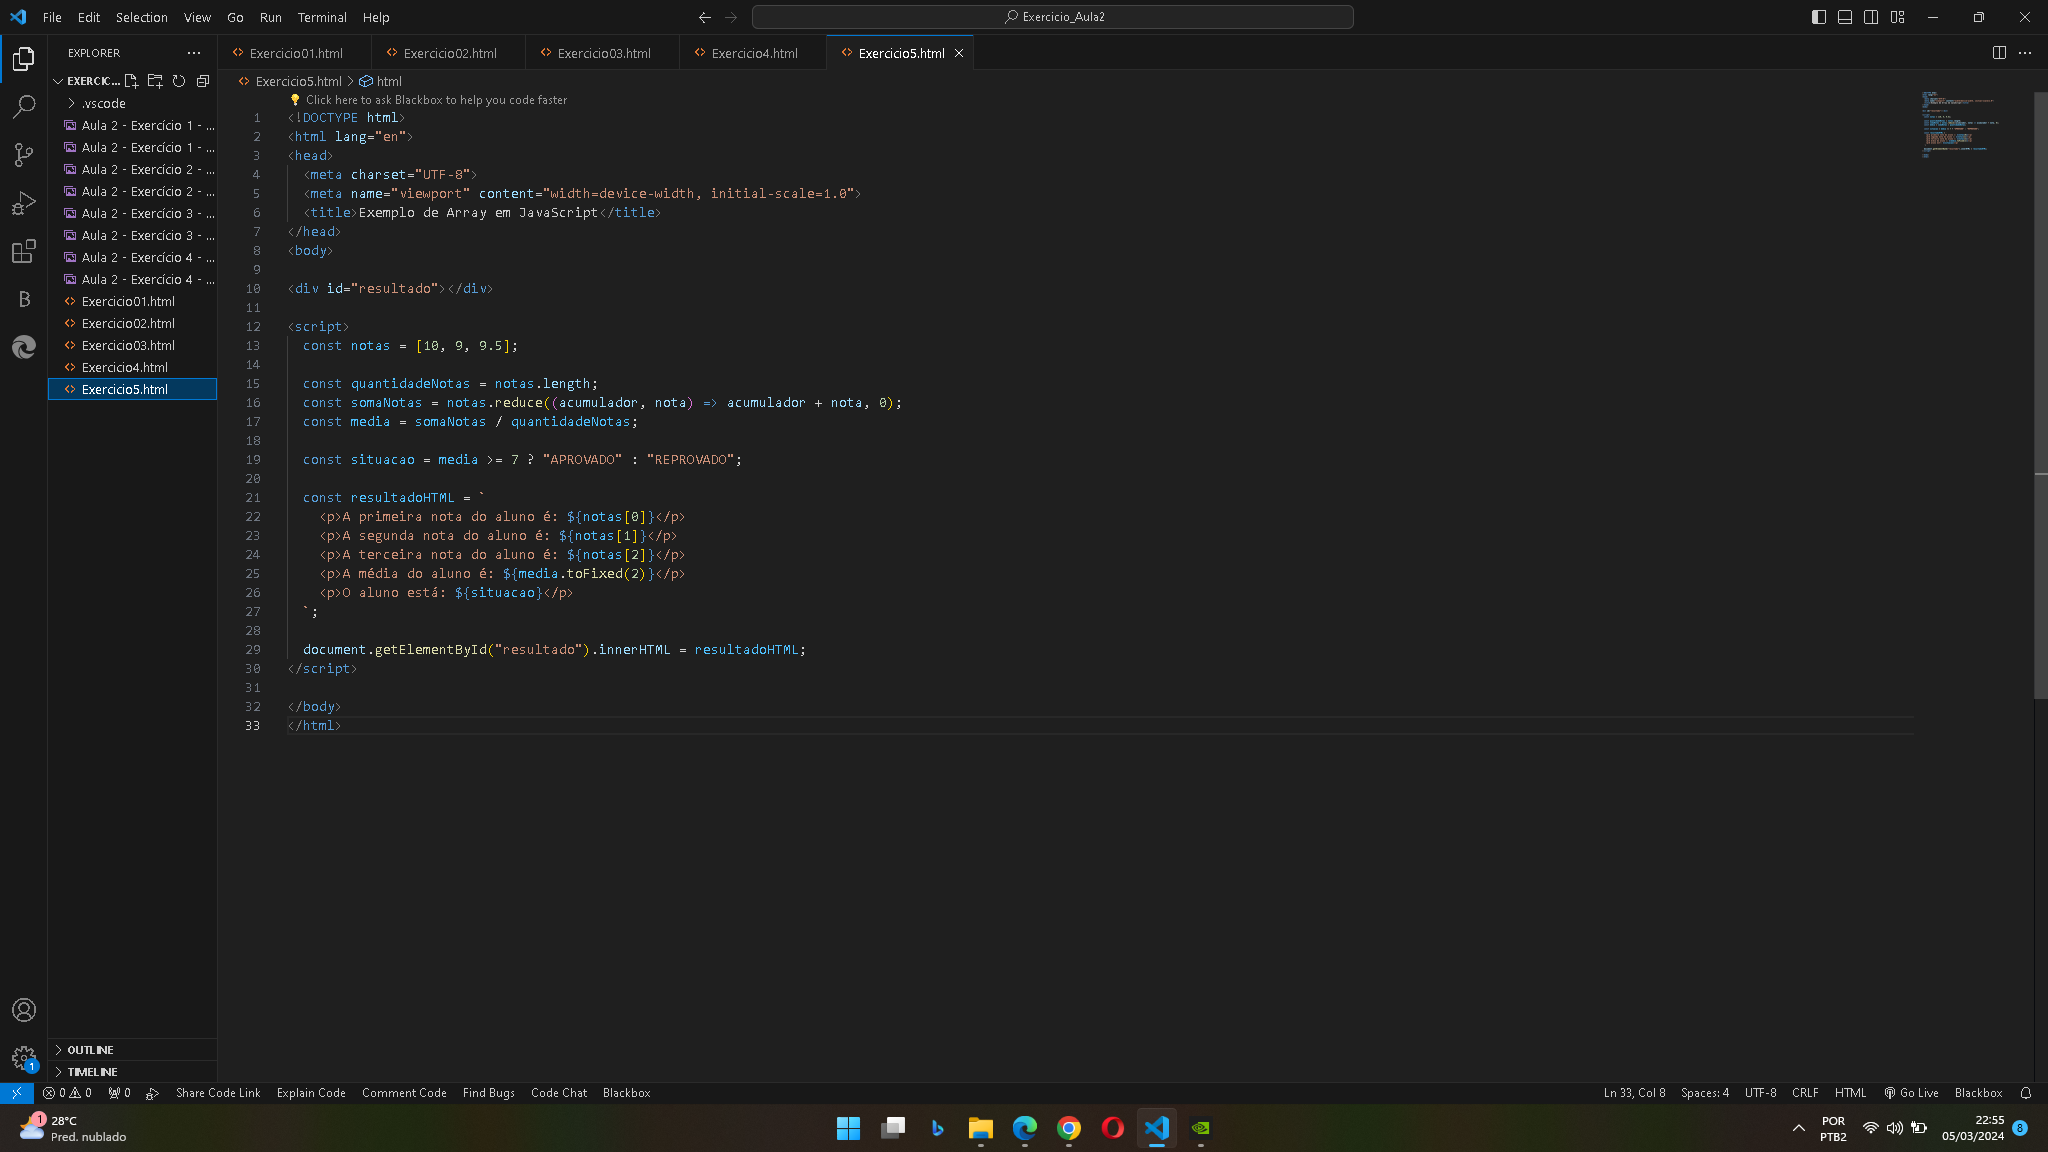 File Edit Selection View Go Run Terminal Help
Exercicio_Aula2
EXPLORER
EXERCIC...
.vscode
Aula 2 - Exercício 1 - ...
Aula 2 - Exercício 1 - ...
Aula 2 - Exercício 2 - ...
Aula 2 - Exercício 2 - ...
Aula 2 - Exercício 3 - ...
Aula 2 - Exercício 3 - ...
Aula 2 - Exercício 4 - ...
Aula 2 - Exercício 4 - ...
Exercicio01.html
Exercicio02.html
Exercicio03.html
Exercicio4.html
Exercicio5.html
OUTLINE
TIMELINE
Exercicio01.html Exercicio02.html Exercicio03.html Exercicio4.html Exercicio5.html
Exercicio5.html > html
Click here to ask Blackbox to help you code faster
1 <!DOCTYPE html>
2 <html lang="en">
3 <head>
4 <meta charset="UTF-8">
5 <meta name="viewport" content="width=device-width, initial-scale=1.0">
6 <title>Exemplo de Array em JavaScript</title>
7 </head>
8 <body>
9
10 <div id="resultado"></div>
11
12 <script>
13 const notas = [10, 9, 9.5];
14
15 const quantidadeNotas = notas.length;
16 const somaNotas = notas.reduce((acumulador, nota) => acumulador + nota, 0);
17 const media = somaNotas / quantidadeNotas;
18
19 const situacao = media >= 7 ? "APROVADO" : "REPROVADO";
20
21 const resultadoHTML = `
22 <p>A primeira nota do aluno é: ${notas[0]}</p>
23 <p>A segunda nota do aluno é: ${notas[1]}</p>
24 <p>A terceira nota do aluno é: ${notas[2]}</p>
25 <p>A média do aluno é: ${media.toFixed(2)}</p>
26 <p>O aluno está: ${situacao}</p>
27 `;
28
29 document.getElementById("resultado").innerHTML = resultadoHTML;
30 </script>
31
32 </body>
33 </html>
1
0 0 0 Share Code Link Explain Code Comment Code Find Bugs Code Chat Blackbox
Ln 33, Col 8 Spaces: 4 UTF-8 CRLF HTML Go Live Blackbox
1 28°C
Pred. nublado
POR
PTB2
22:55
05/03/2024
8